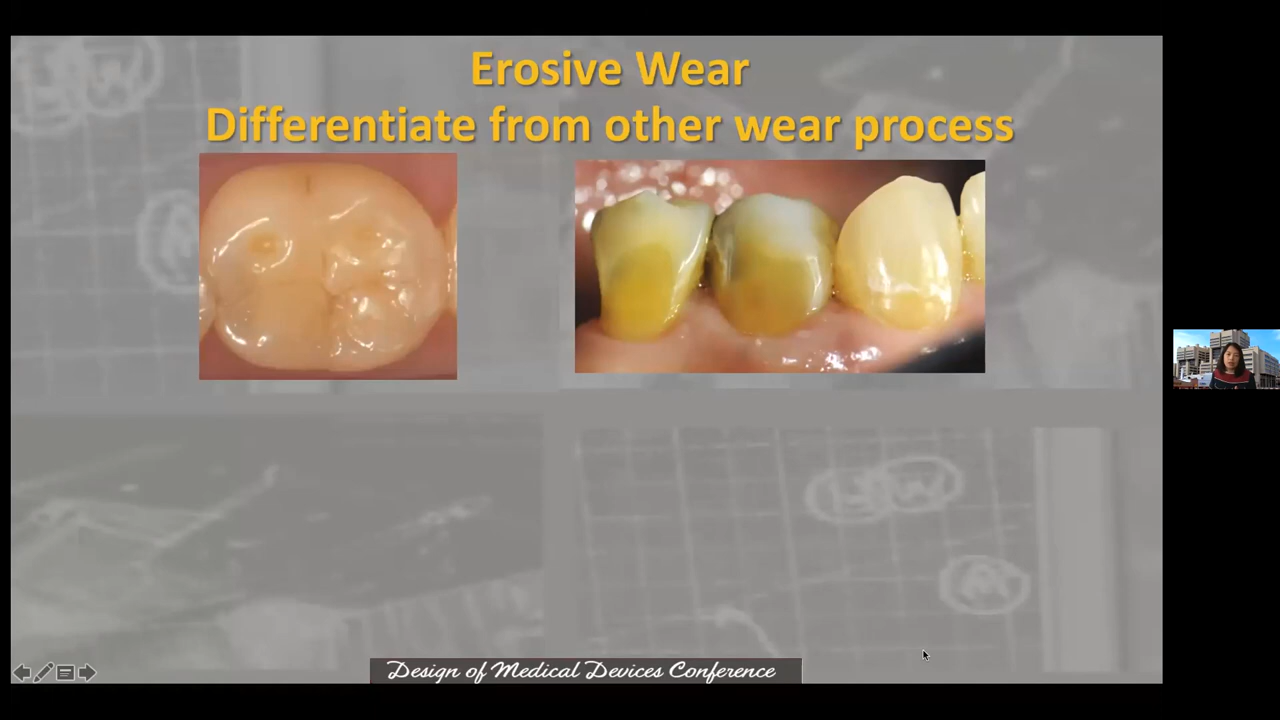 Erosive Wear
Differentiate from other wear process
Design of Medical Devices Conference